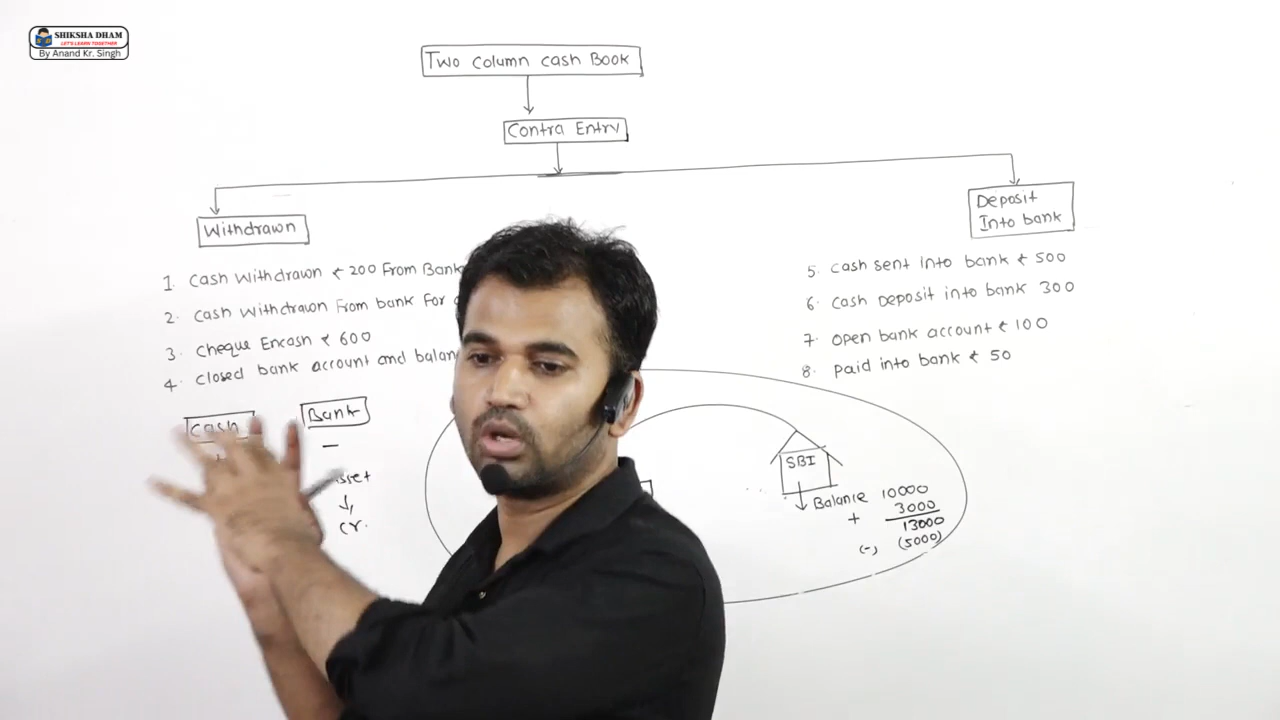 SHIKSHA DHAM
LET'S LEARN TOGETHER
By Anand Kr. Singh
Two column cash Book
Contra Entry
Withdrawn
Deposit
Into bank
1. Cash Withdrawn ₹ 200 From Bank
2. Cash Withdrawn From bank For
3. Cheque Encash ₹ 600
4. Closed bank account and balan
5. Cash sent into bank ₹ 500
6. Cash Deposit into bank 300
7. open bank account ₹ 100
8. paid into bank ₹ 50
Cash Bank
-
sset
Cr.
SBI
Balance 10000
+ 3000
13000
(-) (5000)